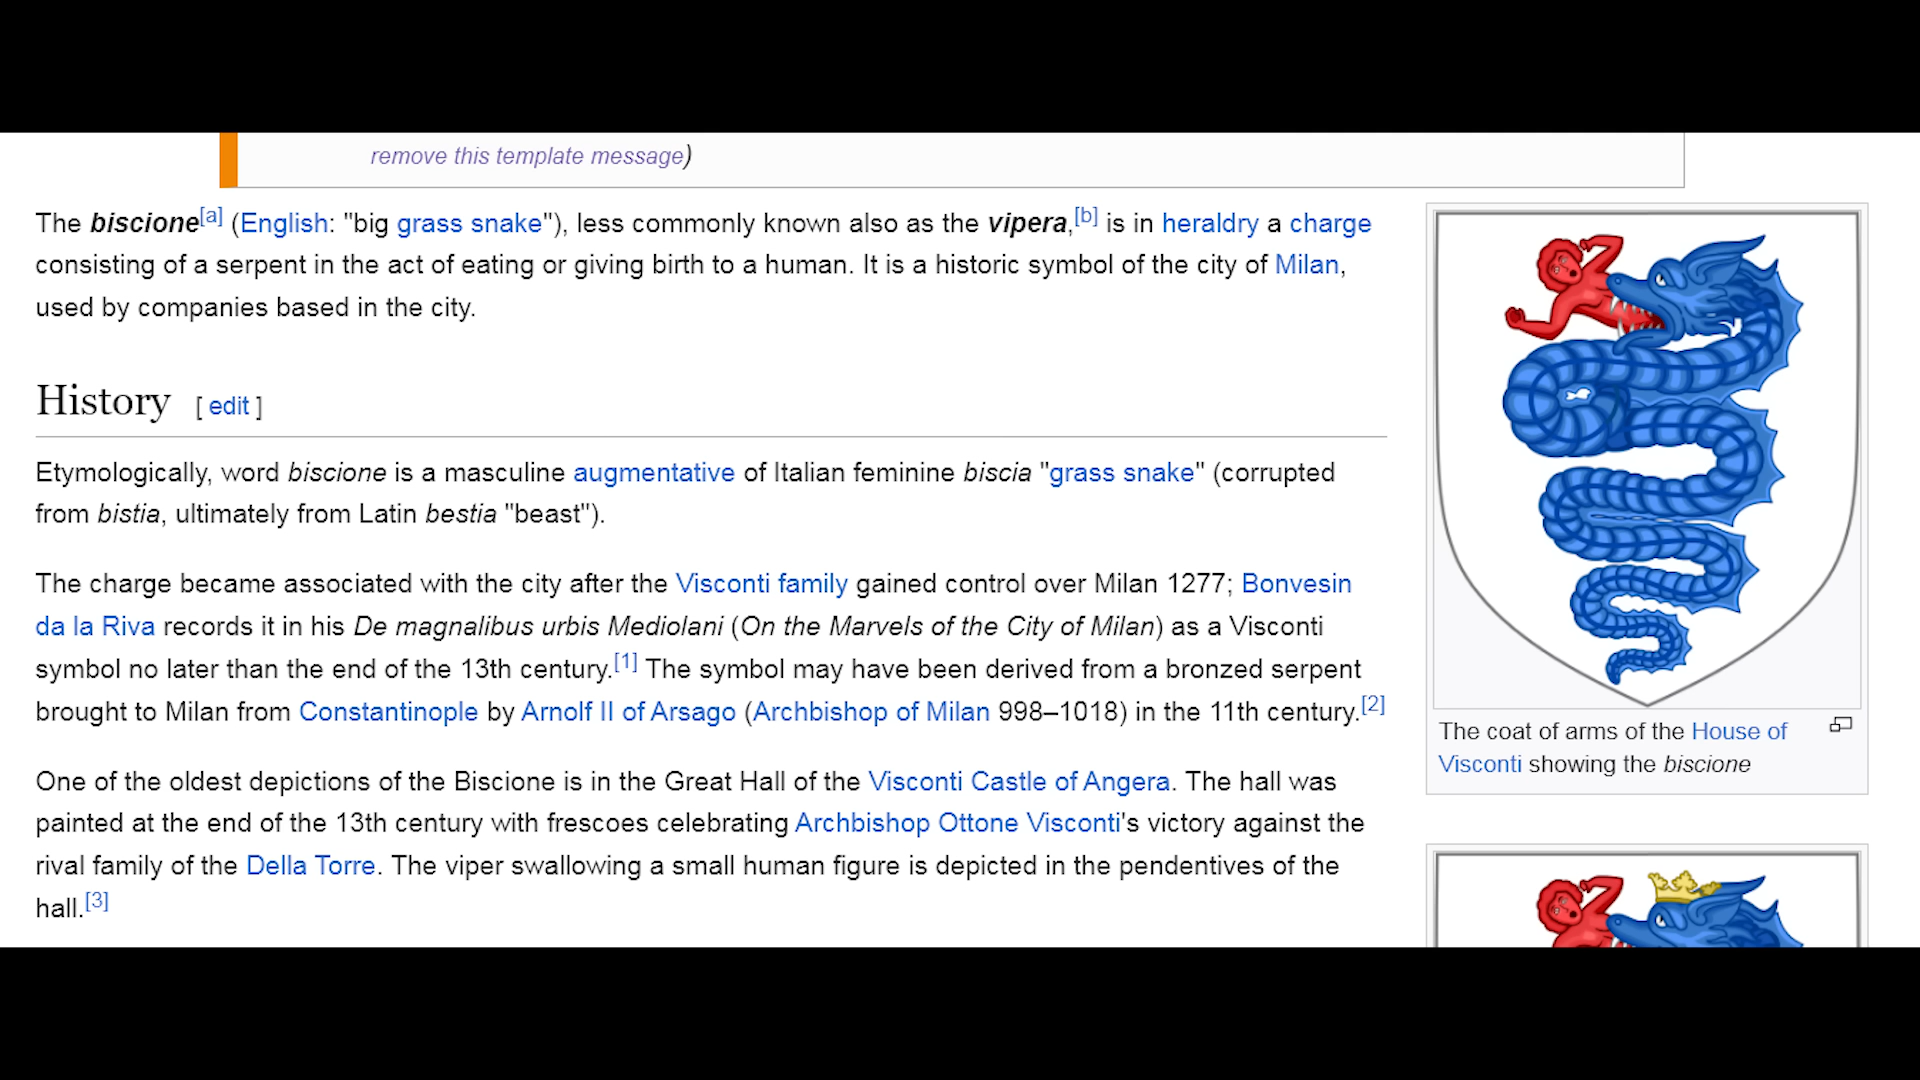 remove this template message)
The biscione[a] (English: "big grass snake"), less commonly known also as the vipera,[b] is in heraldry a charge
consisting of a serpent in the act of eating or giving birth to a human. It is a historic symbol of the city of Milan,
used by companies based in the city.
History [ edit ]
Etymologically, word biscione is a masculine augmentative of Italian feminine biscia "grass snake" (corrupted
from bistia, ultimately from Latin bestia "beast").
The charge became associated with the city after the Visconti family gained control over Milan 1277; Bonvesin
da la Riva records it in his De magnalibus urbis Mediolani (On the Marvels of the City of Milan) as a Visconti
symbol no later than the end of the 13th century.[1] The symbol may have been derived from a bronzed serpent
brought to Milan from Constantinople by Arnolf II of Arsago (Archbishop of Milan 998–1018) in the 11th century.[2]
One of the oldest depictions of the Biscione is in the Great Hall of the Visconti Castle of Angera. The hall was
painted at the end of the 13th century with frescoes celebrating Archbishop Ottone Visconti's victory against the
rival family of the Della Torre. The viper swallowing a small human figure is depicted in the pendentives of the
hall.[3]
The coat of arms of the House of
Visconti showing the biscione